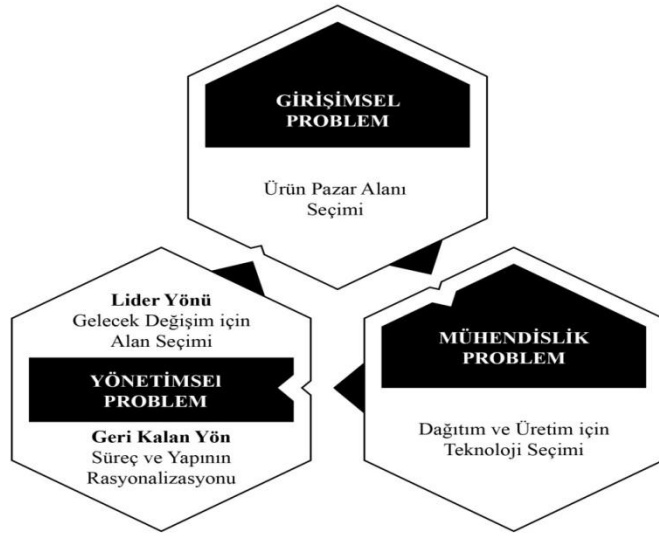 GİRİŞİMSEL
PROBLEM
Ürün Pazar Alanı
Seçimi
Lider Yönü
Gelecek Değişim için
Alan Seçimi
YÖNETİMSEl
PROBLEM
Geri Kalan Yön
Süreç ve Yapının
Rasyonalizasyonu
MÜHENDİSLİK
PROBLEM
Dağıtım ve Üretim için
Teknoloji Seçimi